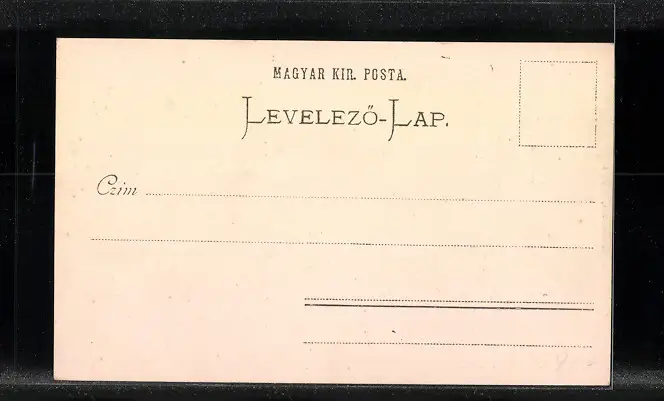 MAGYAR KIR. POSTA.
LEVELEZŐ-LAP.
Czim